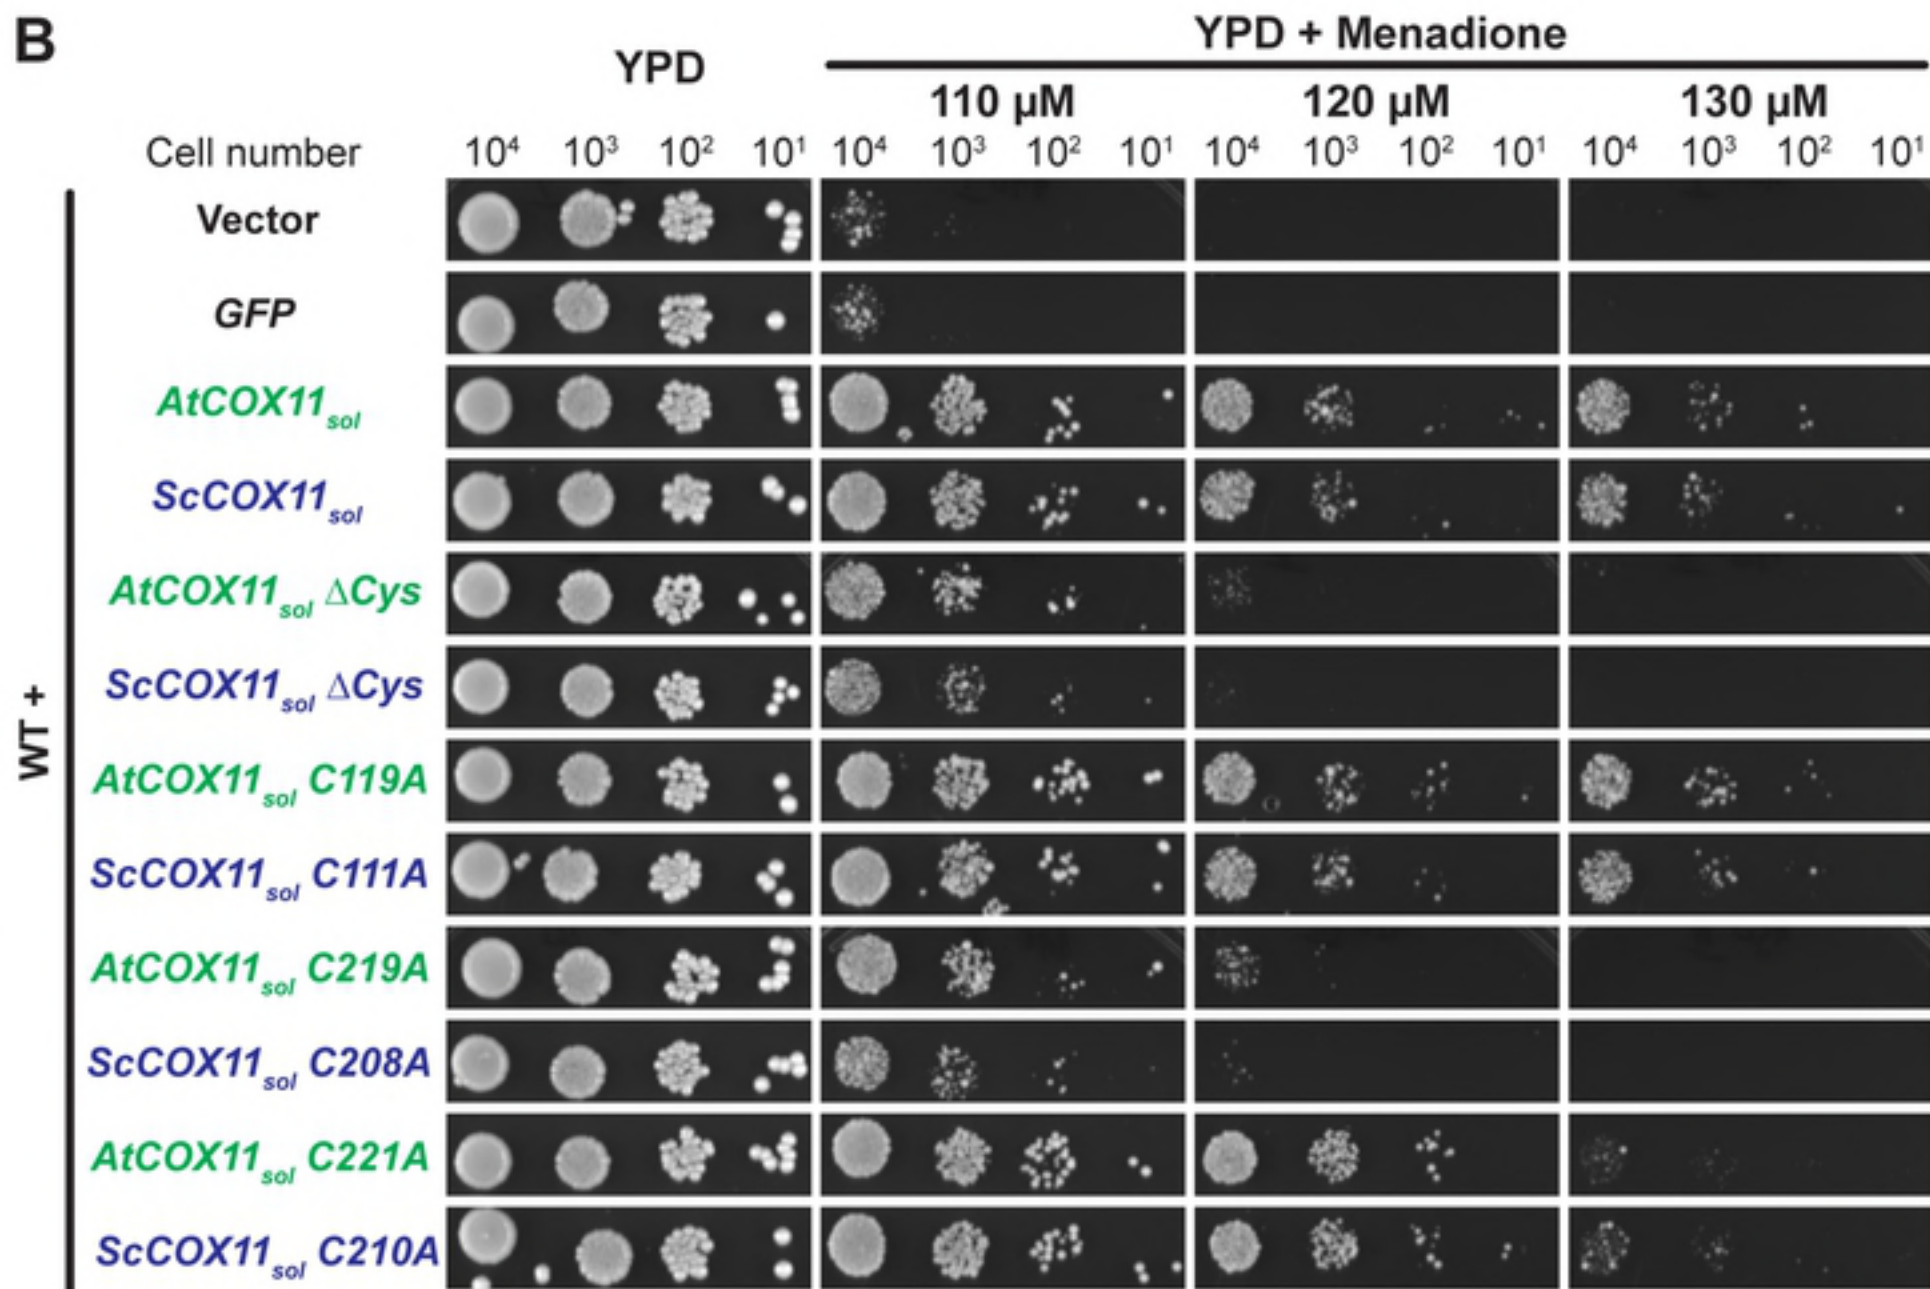 B
YPD
YPD + Menadione
110 µM 120 µM 130 µM
Cell number 10⁴ 10³ 10² 10¹ 10⁴ 10³ 10² 10¹ 10⁴ 10³ 10² 10¹ 10⁴ 10³ 10² 10¹
WT +
Vector
GFP
AtCOX11sol
ScCOX11sol
AtCOX11sol ΔCys
ScCOX11sol ΔCys
AtCOX11sol C119A
ScCOX11sol C111A
AtCOX11sol C219A
ScCOX11sol C208A
AtCOX11sol C221A
ScCOX11sol C210A